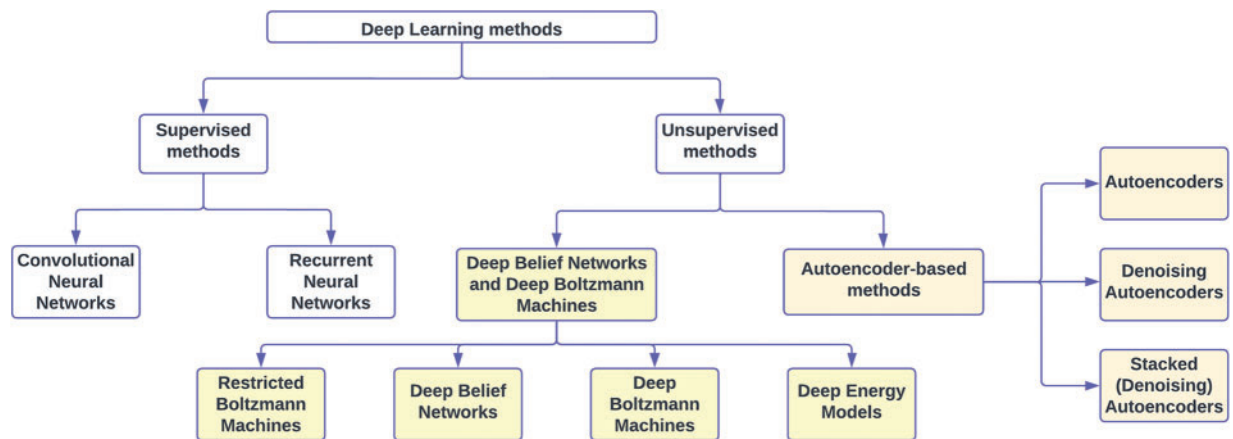 Deep Learning methods
Supervised
methods
Unsupervised
methods
Convolutional
Neural
Networks
Recurrent
Neural
Networks
Deep Belief Networks
and Deep Boltzmann
Machines
Autoencoder-based
methods
Autoencoders
Denoising
Autoencoders
Stacked
(Denoising)
Autoencoders
Restricted
Boltzmann
Machines
Deep Belief
Networks
Deep
Boltzmann
Machines
Deep Energy
Models